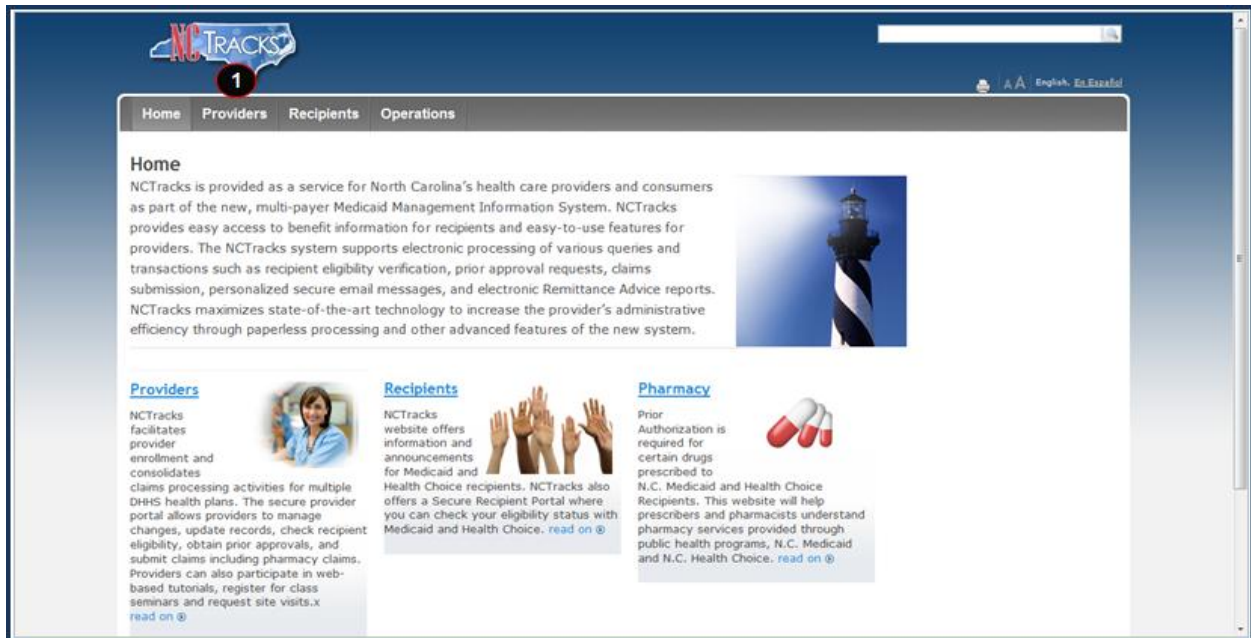 NCTRACKS
1
A A English, En Español
Home Providers Recipients Operations
Home
NCTracks is provided as a service for North Carolina's health care providers and consumers
as part of the new, multi-payer Medicaid Management Information System. NCTracks
provides easy access to benefit information for recipients and easy-to-use features for
providers. The NCTracks system supports electronic processing of various queries and
transactions such as recipient eligibility verification, prior approval requests, claims
submission, personalized secure email messages, and electronic Remittance Advice reports.
NCTracks maximizes state-of-the-art technology to increase the provider's administrative
efficiency through paperless processing and other advanced features of the new system.
Providers
NCTracks
facilitates
provider
enrollment and
consolidates
claims processing activities for multiple
DHHS health plans. The secure provider
portal allows providers to manage
changes, update records, check recipient
eligibility, obtain prior approvals, and
submit claims including pharmacy claims.
Providers can also participate in web-
based tutorials, register for class
seminars and request site visits.x
read on
Recipients
NCTracks
website offers
information and
announcements
for Medicaid and
Health Choice recipients. NCTracks also
offers a Secure Recipient Portal where
you can check your eligibility status with
Medicaid and Health Choice. read on
Pharmacy
Prior
Authorization is
required for
certain drugs
prescribed to
N.C. Medicaid and Health Choice
Recipients. This website will help
prescribers and pharmacists understand
pharmacy services provided through
public health programs, N.C. Medicaid
and N.C. Health Choice. read on